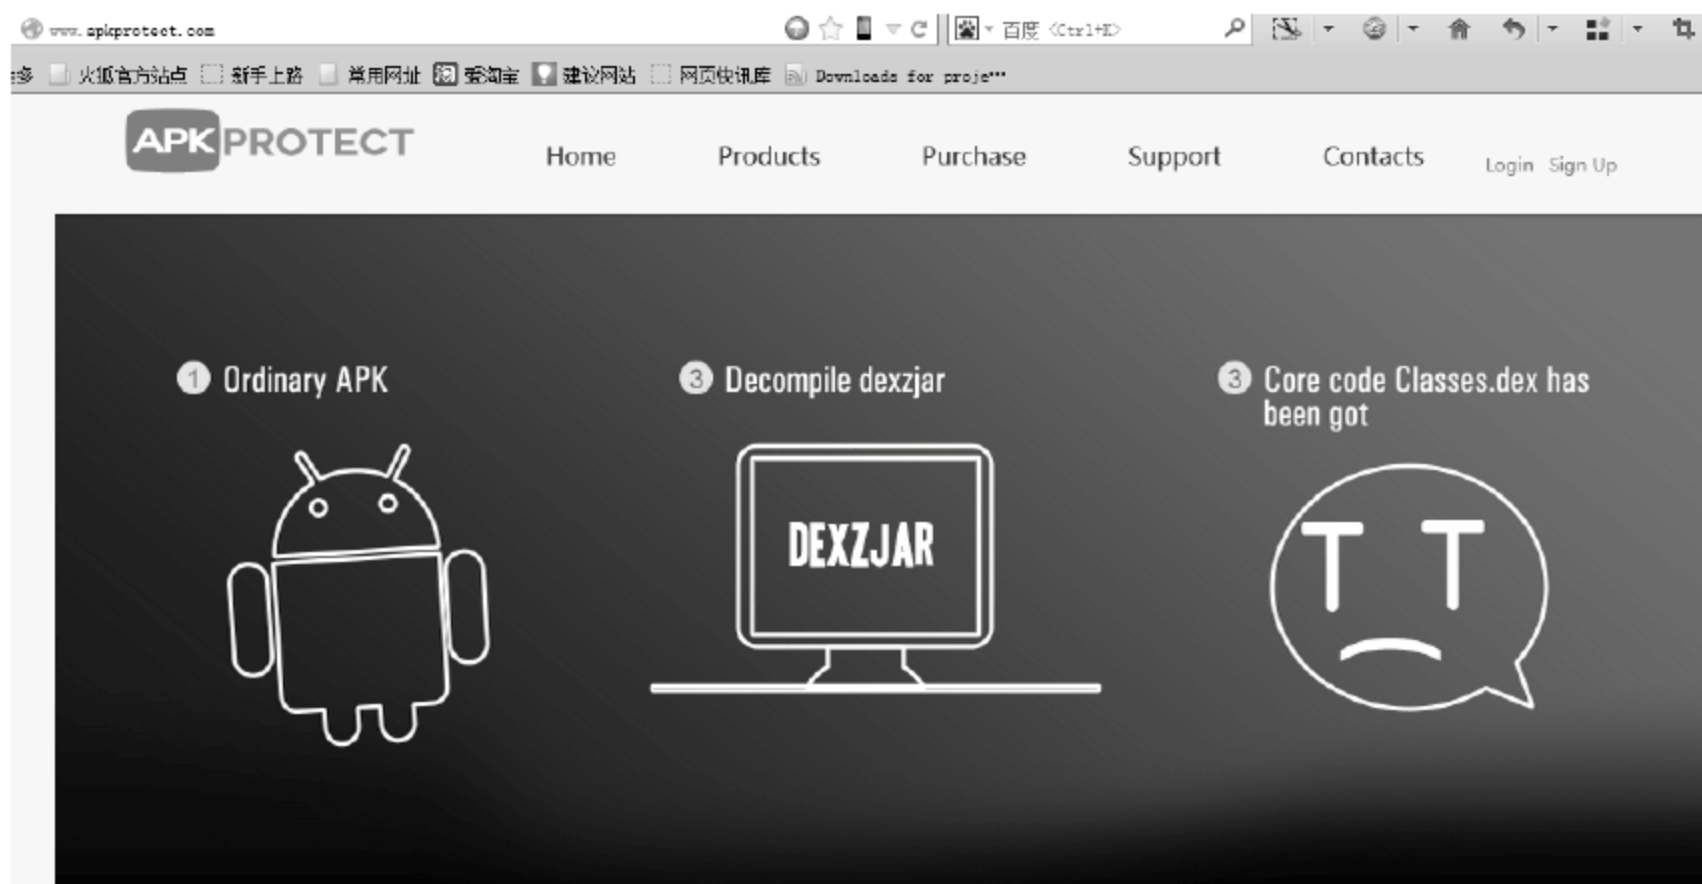 www.apkprotect.com
百度 <Ctrl+K>
火狐官方站点 新手上路 常用网址 爱淘宝 建议网站 网页快讯库 Downloads for proje…
APK PROTECT
Home Products Purchase Support Contacts Login Sign Up
1 Ordinary APK
3 Decompile dexzjar
3 Core code Classes.dex has
been got
DEXZJAR